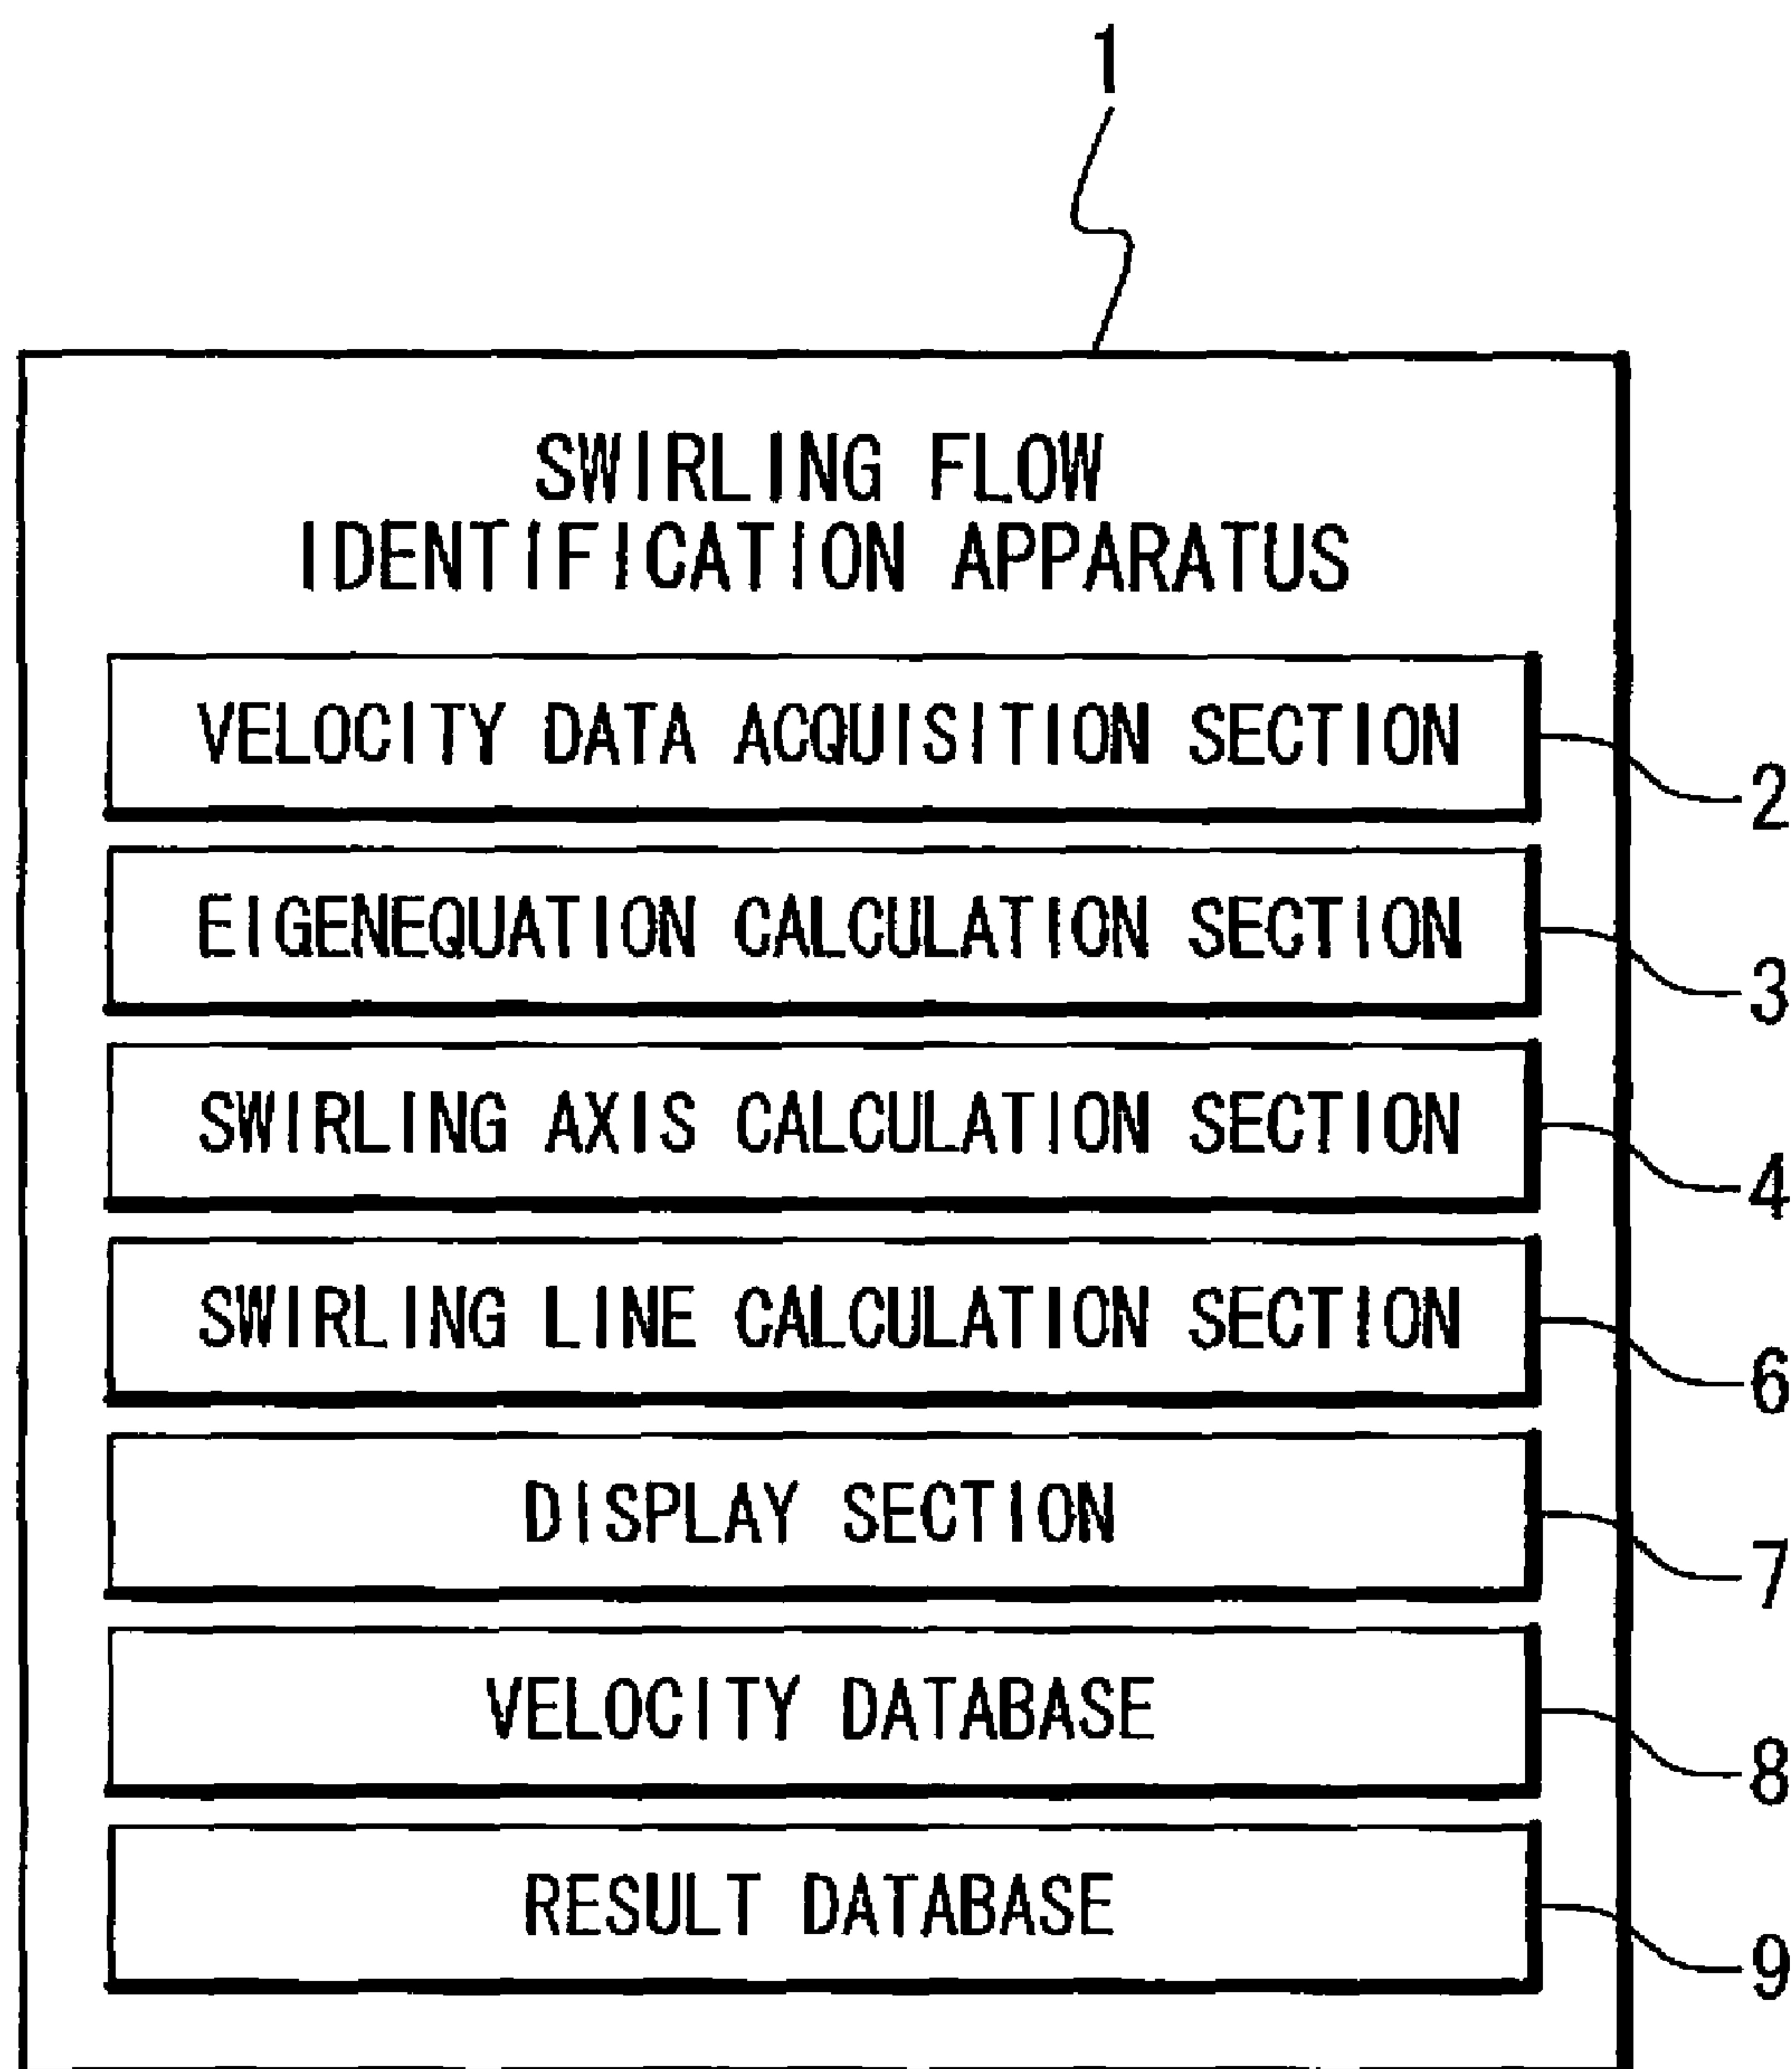 1
SWIRLING FLOW
IDENTIFICATION APPARATUS
VELOCITY DATA ACQUISITION SECTION
2
EIGENEQUATION CALCULATION SECTION
3
SWIRLING AXIS CALCULATION SECTION
4
SWIRLING LINE CALCULATION SECTION
6
DISPLAY SECTION
7
VELOCITY DATABASE
8
RESULT DATABASE
9